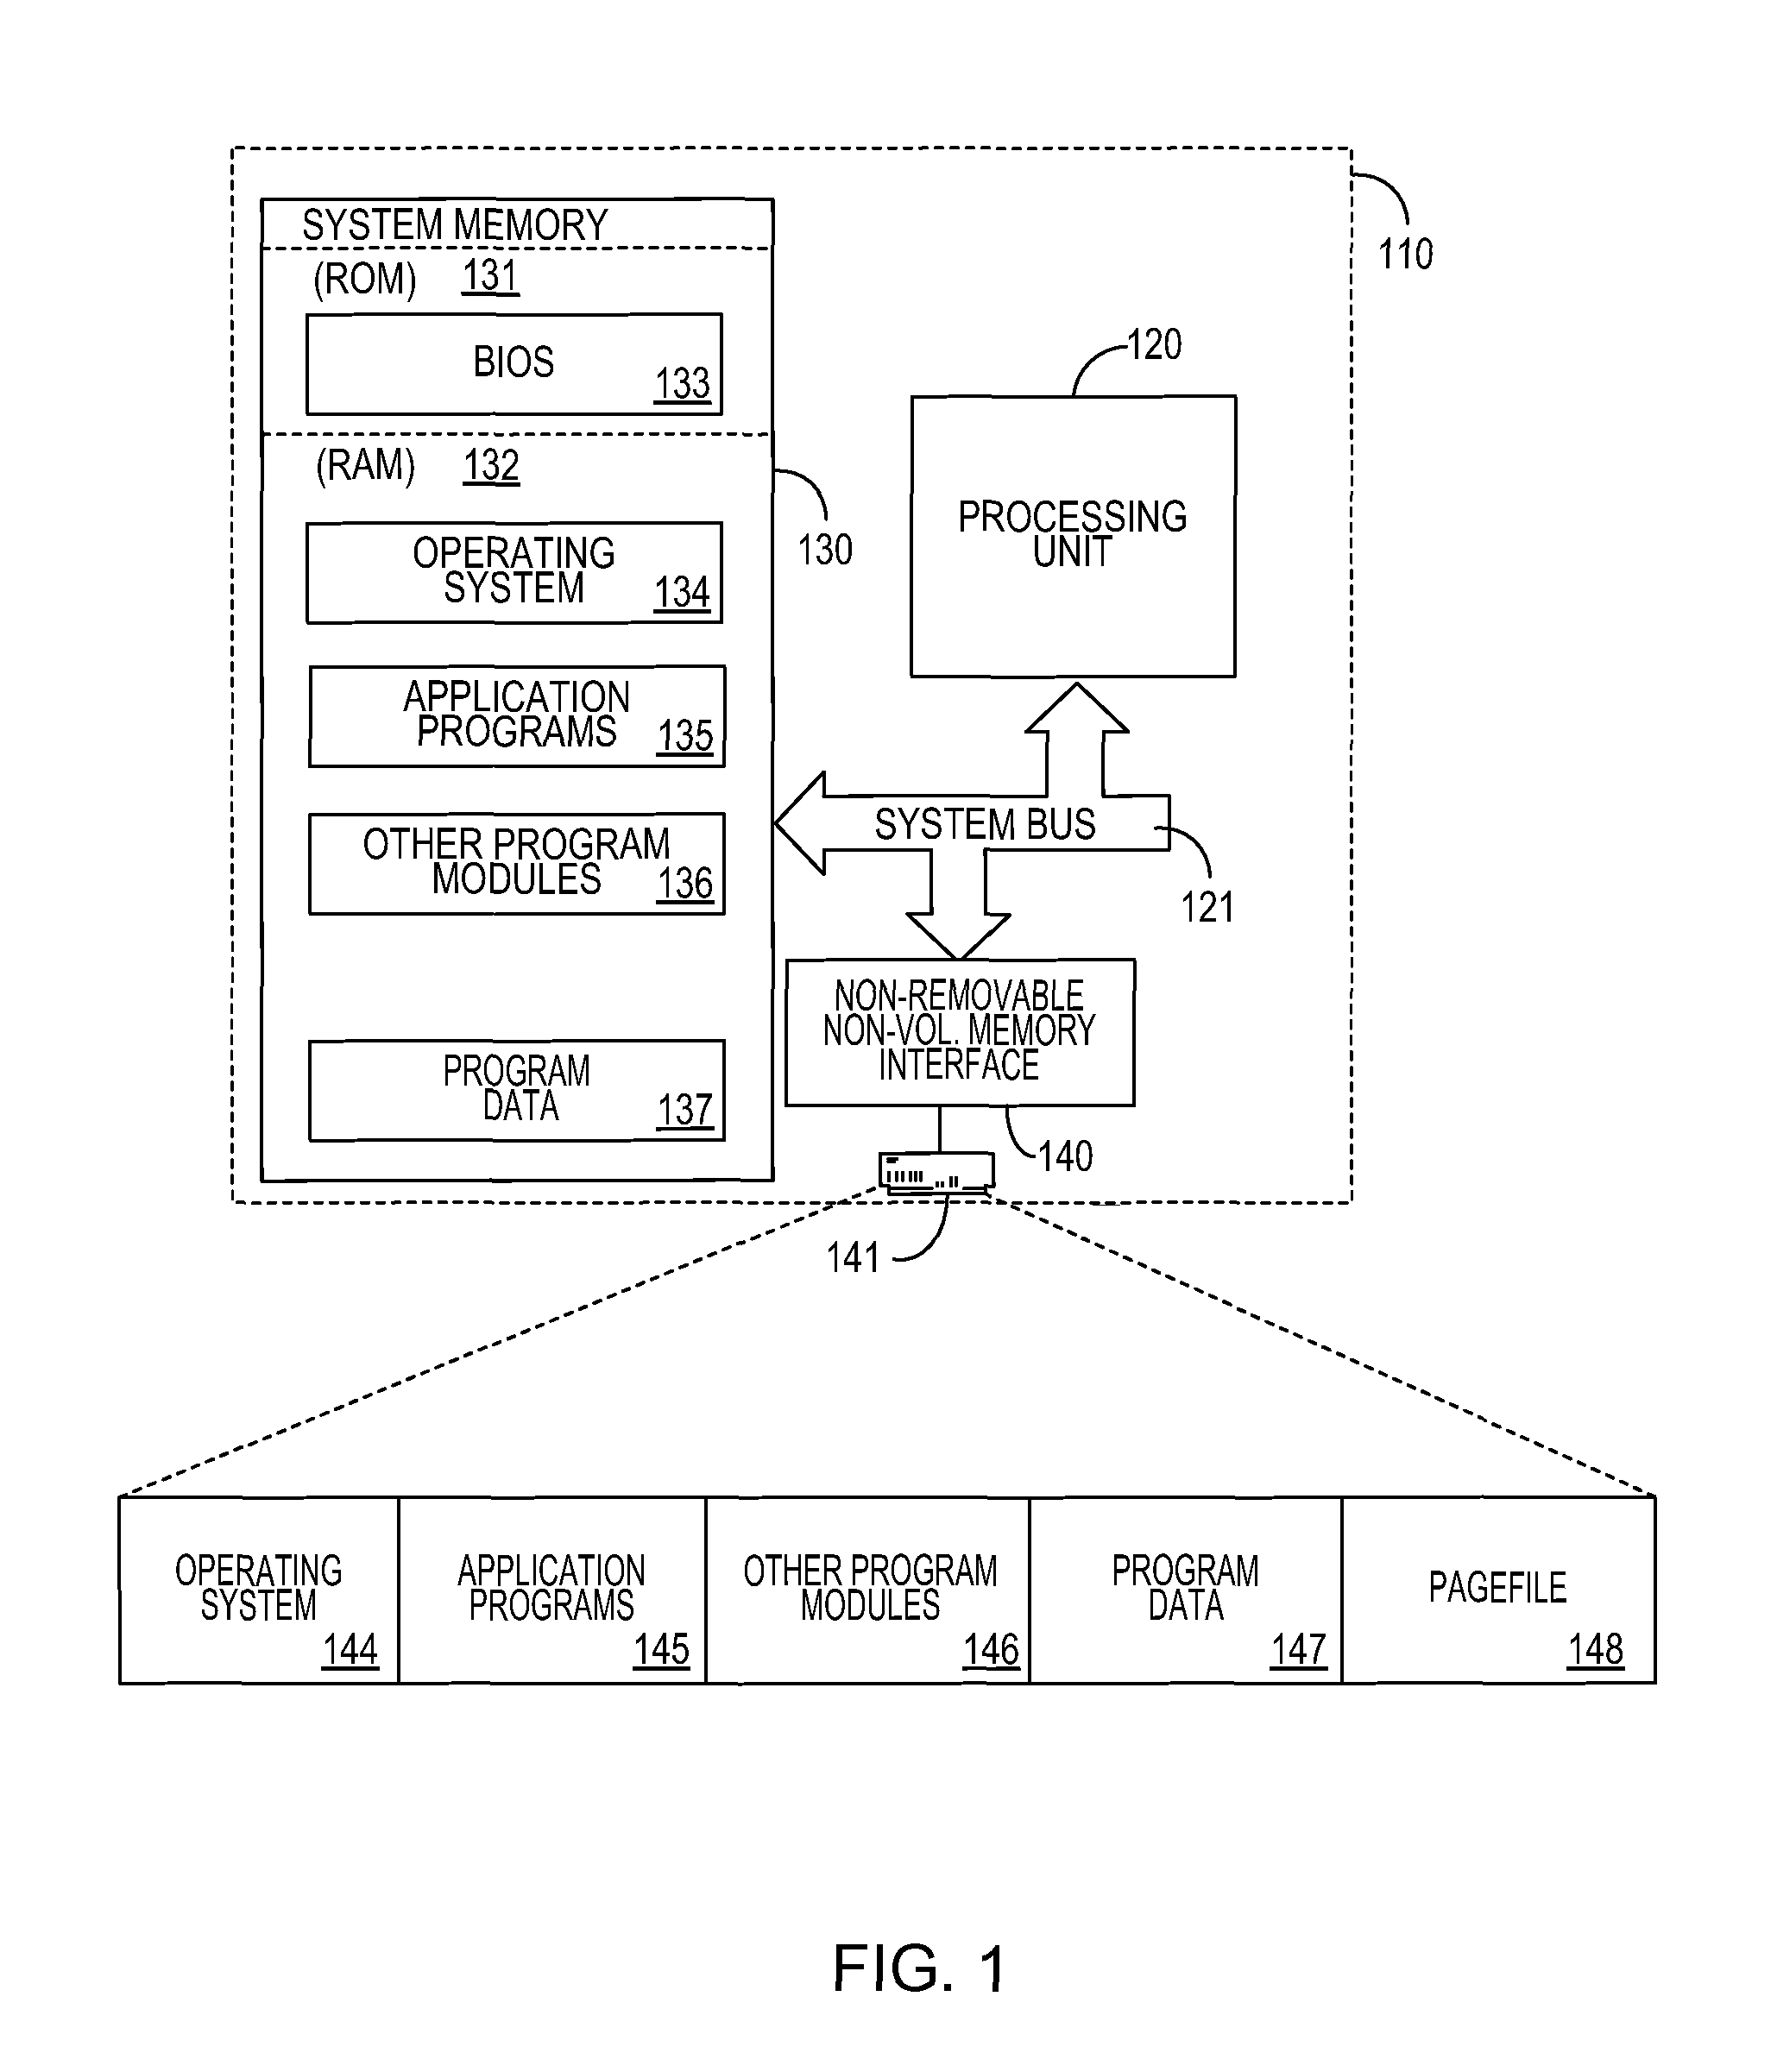 110
SYSTEM MEMORY
(ROM) 131
BIOS
133
(RAM) 132
130
OPERATING
SYSTEM
134
APPLICATION
PROGRAMS
135
OTHER PROGRAM
MODULES
136
PROGRAM
DATA
137
120
PROCESSING
UNIT
SYSTEM BUS
121
NON-REMOVABLE
NON-VOL. MEMORY
INTERFACE
140
141
OPERATING
SYSTEM
144
APPLICATION
PROGRAMS
145
OTHER PROGRAM
MODULES
146
PROGRAM
DATA
147
PAGEFILE
148
FIG. 1